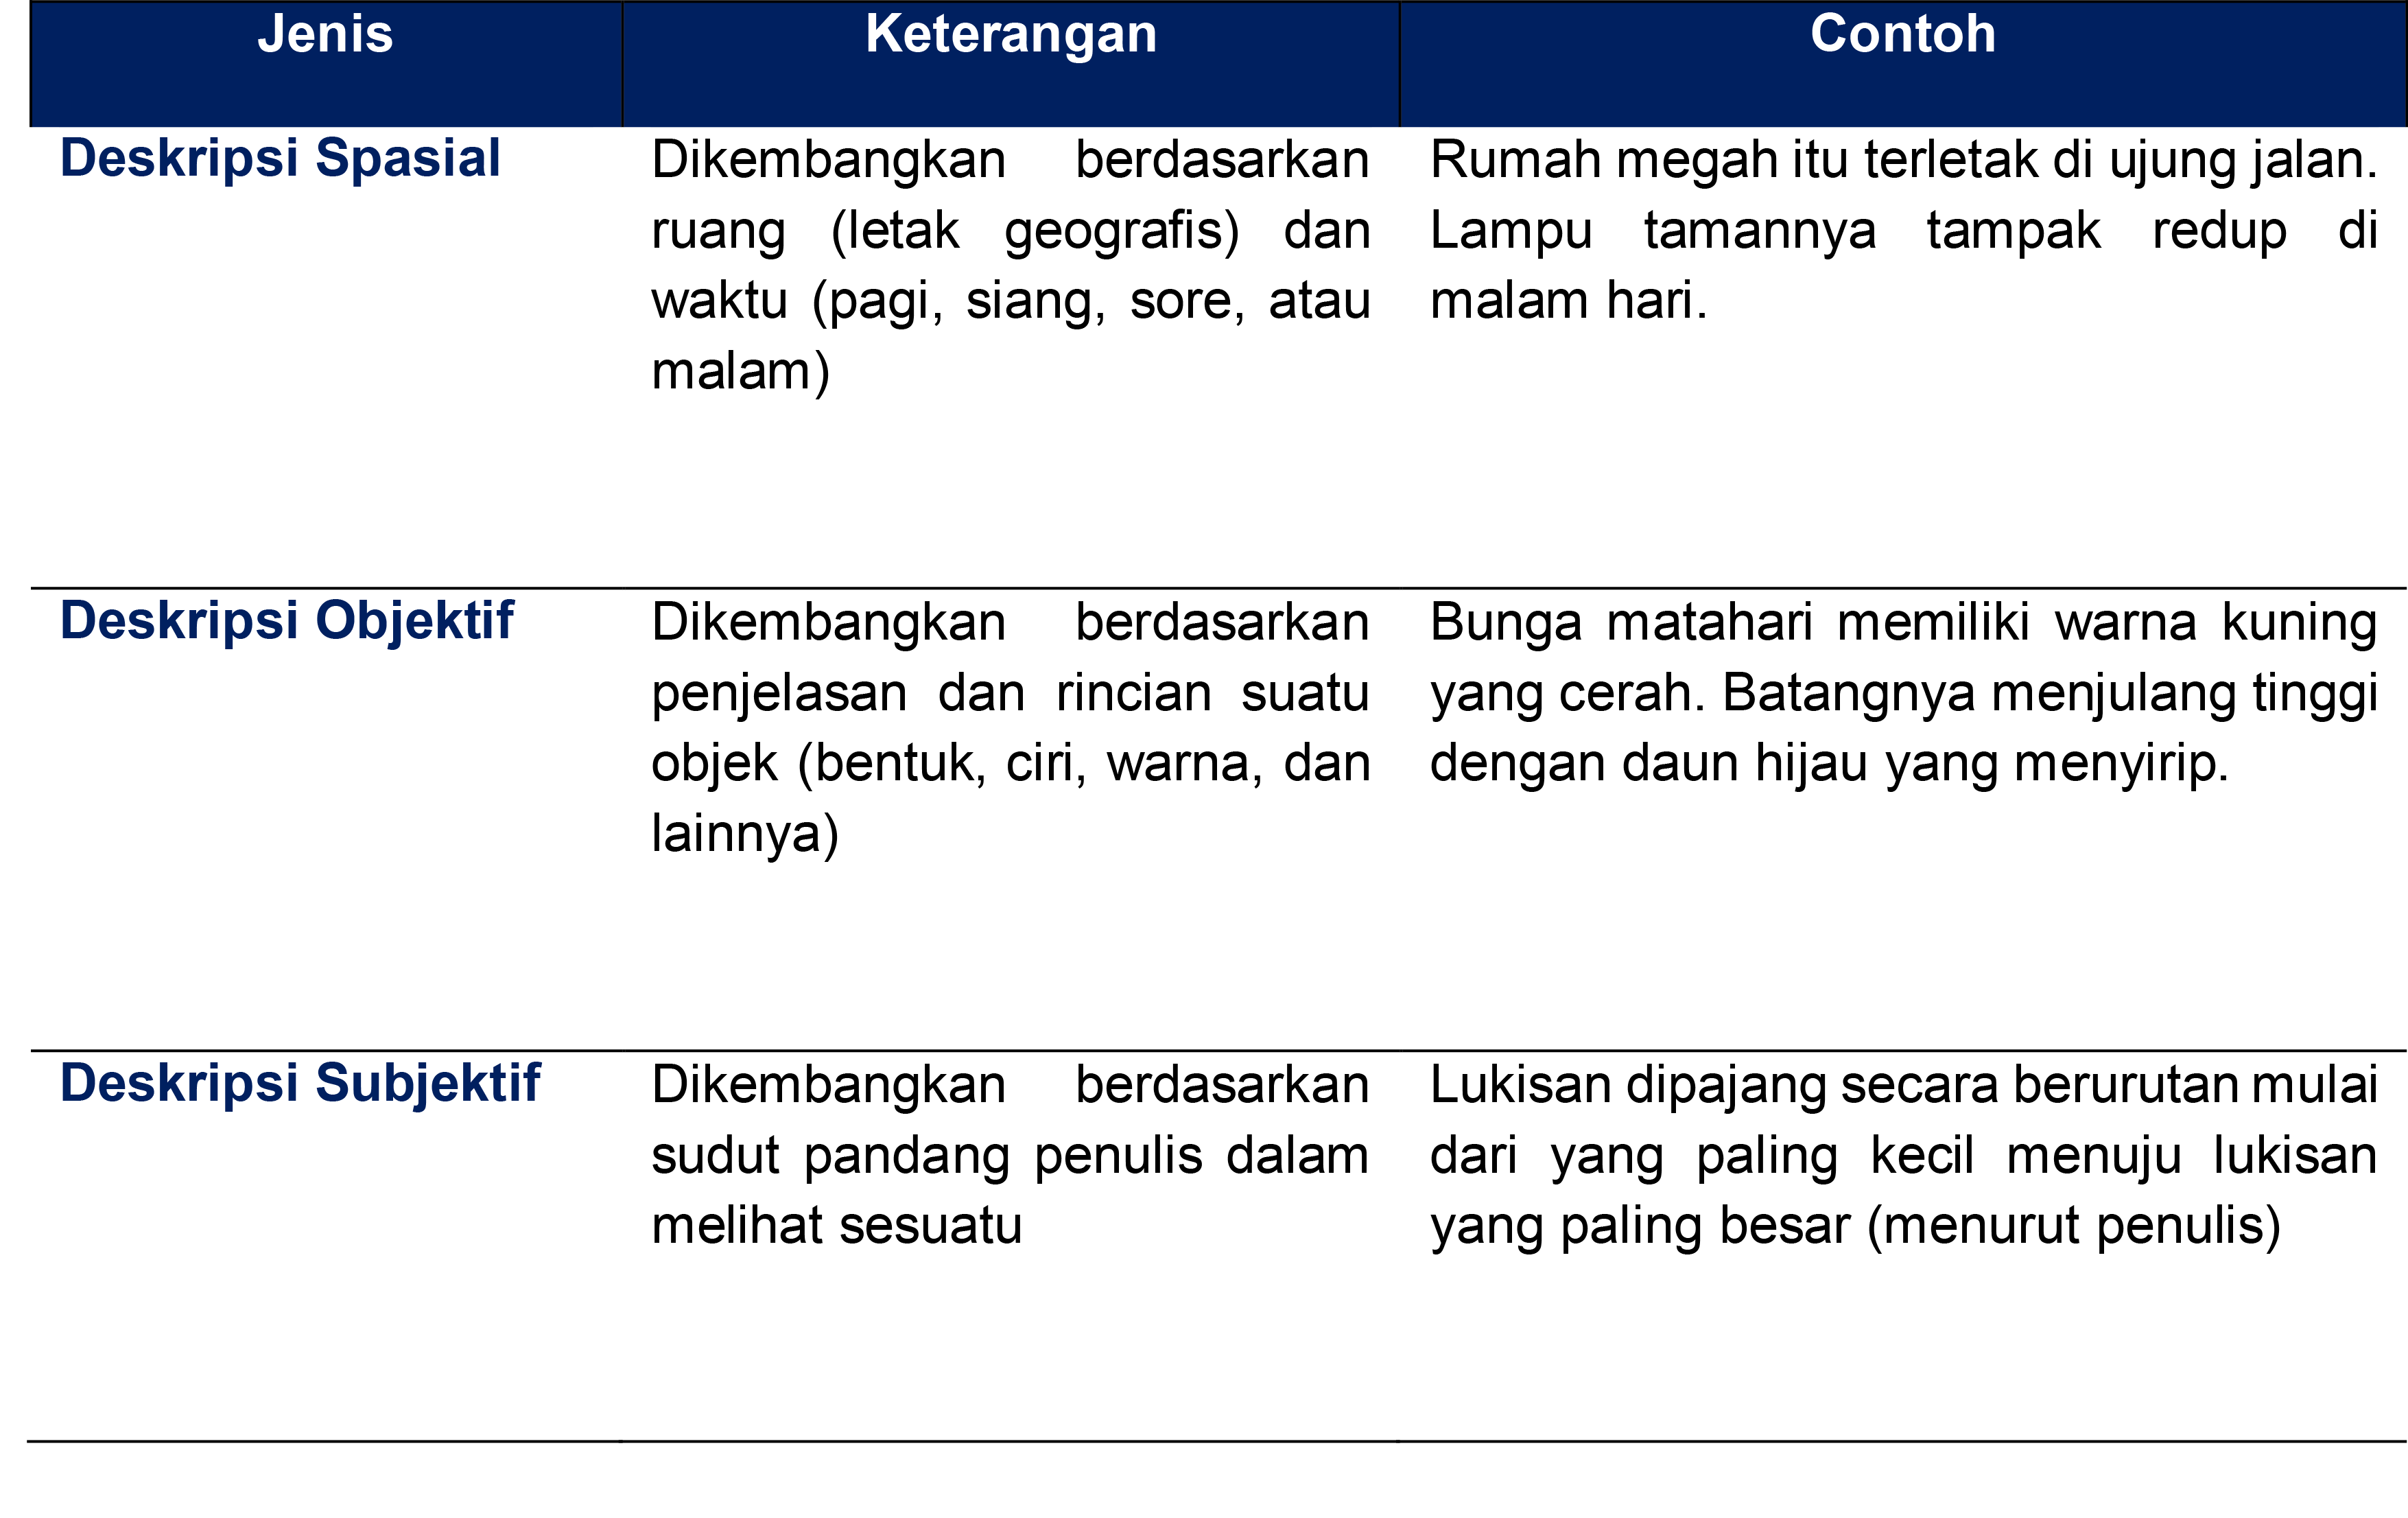 Jenis
Keterangan
Contoh
Deskripsi Spasial
Dikembangkan berdasarkan
ruang (letak geografis) dan
waktu (pagi, siang, sore, atau
malam)
Rumah megah itu terletak di ujung jalan.
Lampu tamannya tampak redup di
malam hari.
Deskripsi Objektif
Dikembangkan berdasarkan
penjelasan dan rincian suatu
objek (bentuk, ciri, warna, dan
lainnya)
Bunga matahari memiliki warna kuning
yang cerah. Batangnya menjulang tinggi
dengan daun hijau yang menyirip.
Deskripsi Subjektif
Dikembangkan berdasarkan
sudut pandang penulis dalam
melihat sesuatu
Lukisan dipajang secara berurutan mulai
dari yang paling kecil menuju lukisan
yang paling besar (menurut penulis)